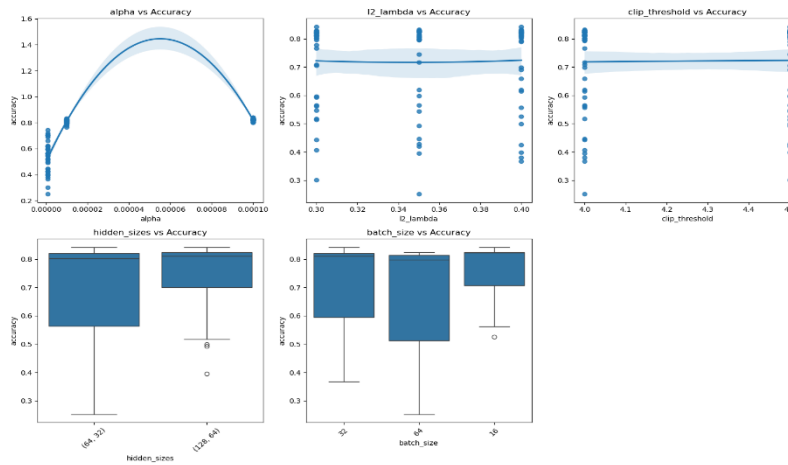 alpha vs Accuracy
l2_lambda vs Accuracy
clip_threshold vs Accuracy
1.6
1.4
1.2
1.0
0.8
0.6
0.4
0.2
accuracy
0.00000 0.00002 0.00004 0.00006 0.00008 0.00010
alpha
0.8
0.7
0.6
0.5
0.4
0.3
accuracy
0.30 0.32 0.34 0.36 0.38 0.40
l2_lambda
0.8
0.7
0.6
0.5
0.4
0.3
accuracy
4.0 4.1 4.2 4.3 4.4
clip_threshold
hidden_sizes vs Accuracy
batch_size vs Accuracy
0.8
0.7
0.6
0.5
0.4
0.3
accuracy
(64, 32)
(128, 64)
hidden_sizes
0.8
0.7
0.6
0.5
0.4
0.3
accuracy
32
64
16
batch_size